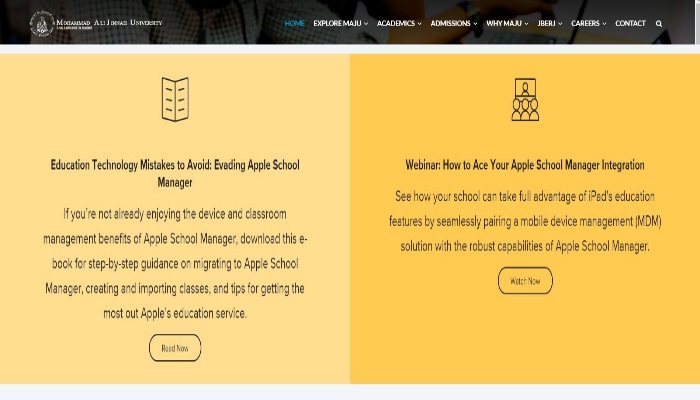 MOHAMMAD ALI JINNAH UNIVERSITY
HOME EXPLORE MAJU ACADEMICS ADMISSIONS WHY MAJU JBERJ CAREERS CONTACT
Education Technology Mistakes to Avoid: Evading Apple School
Manager
If you're not already enjoying the device and classroom
management benefits of Apple School Manager, download this e-
book for step-by-step guidance on migrating to Apple School
Manager, creating and importing classes, and tips for getting the
most out Apple's education service.
Read Now
Webinar: How to Ace Your Apple School Manager Integration
See how your school can take full advantage of iPad's education
features by seamlessly pairing a mobile device management (MDM)
solution with the robust capabilities of Apple School Manager.
Watch Now